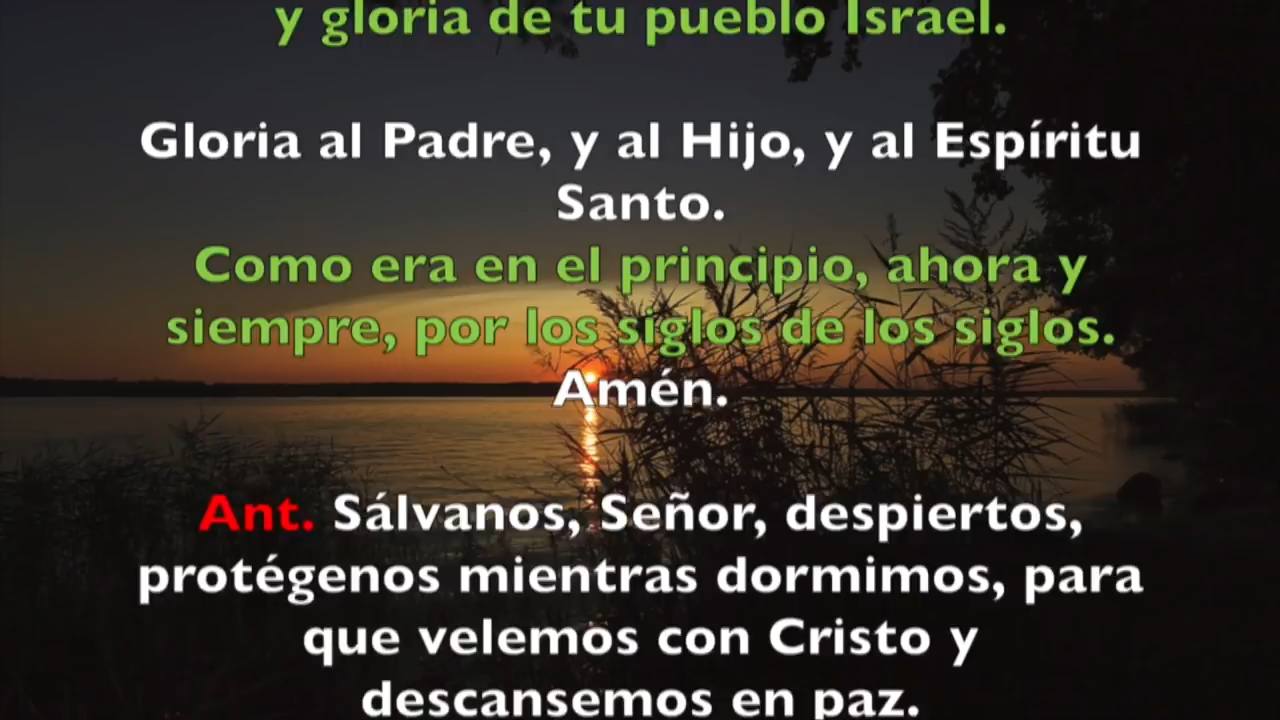 y gloria de tu pueblo Israel.
Gloria al Padre, y al Hijo, y al Espíritu
Santo.
Como era en el principio, ahora y
siempre, por los siglos de los siglos.
Amén.
Ant. Sálvanos, Señor, despiertos,
protégenos mientras dormimos, para
que velemos con Cristo y
descansemos en paz.